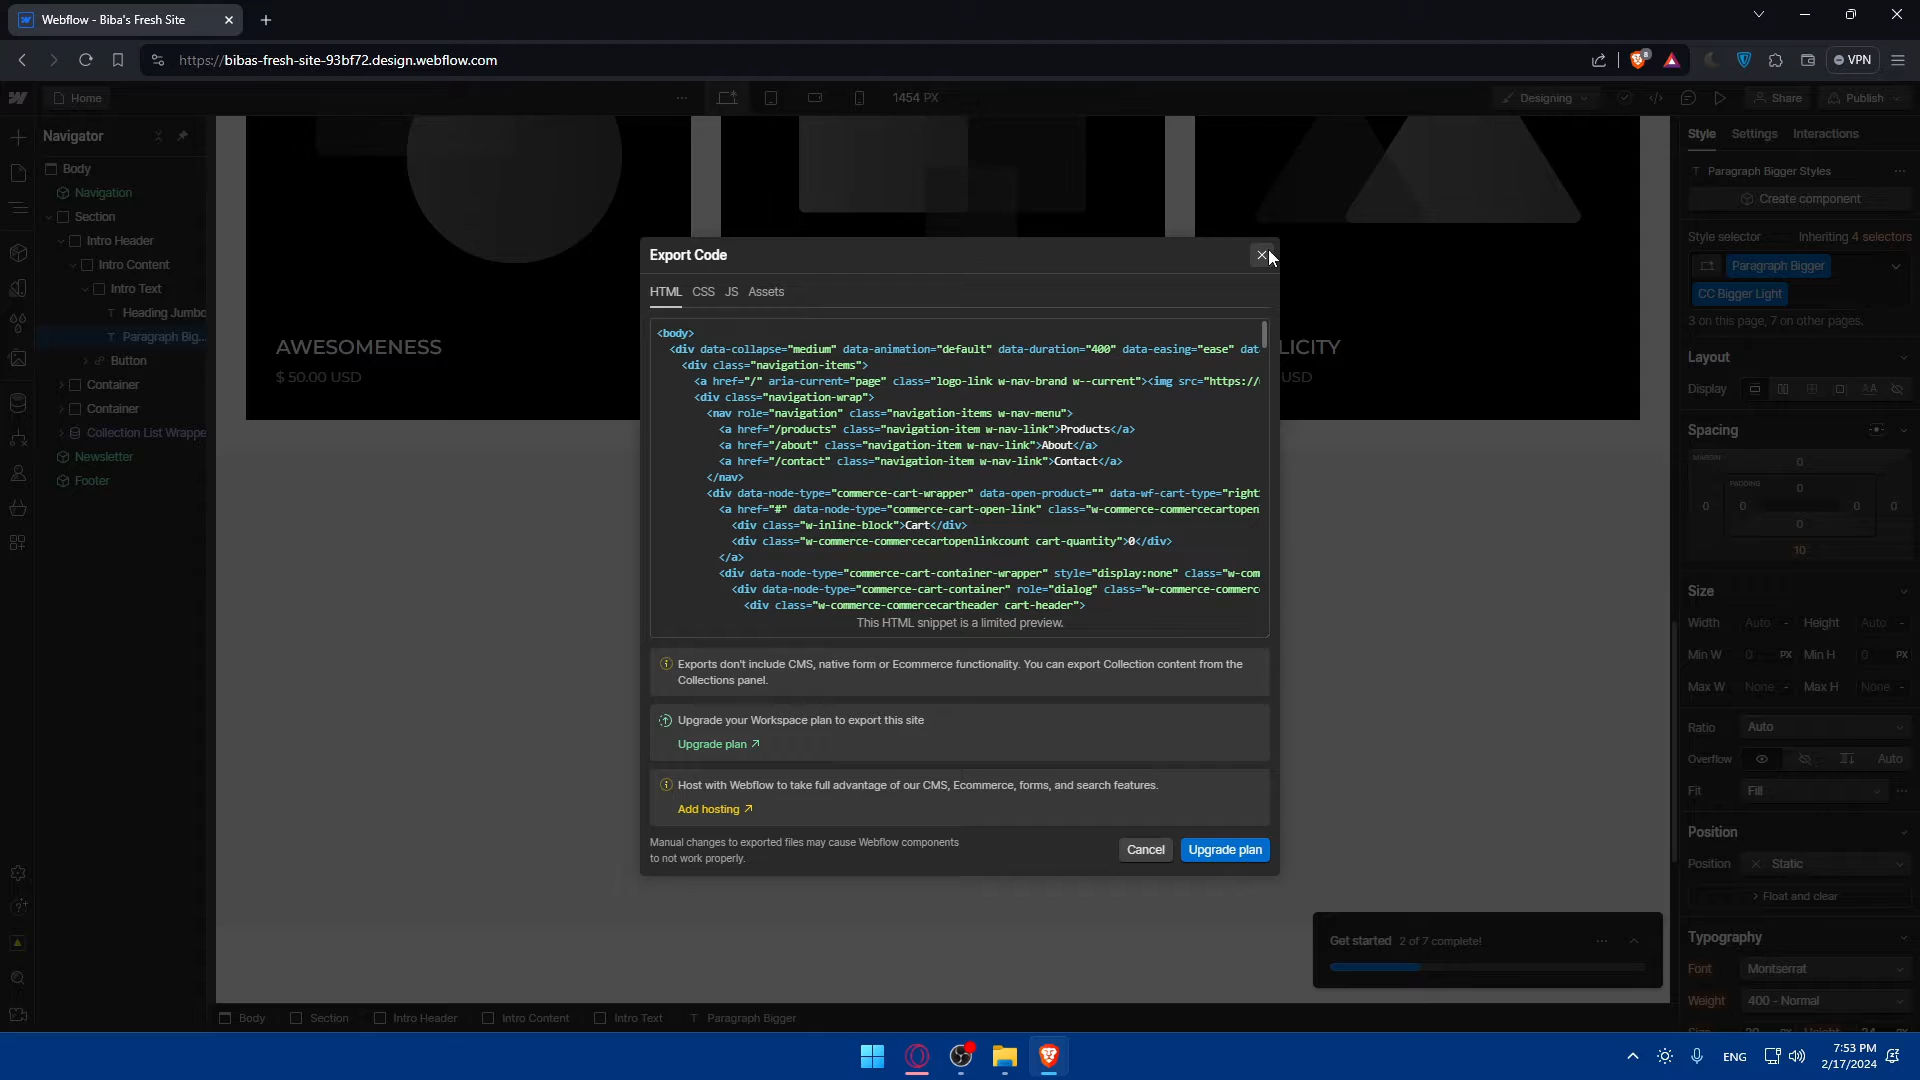 Webflow - Biba's Fresh Site
https://bibas-fresh-site-93bf72.design.webflow.com
8
VPN
Home
1454 PX
Designing
Share
Publish
Navigator
Body
Navigation
Section
Intro Header
Intro Content
Intro Text
Heading Jumbo
Paragraph Big...
Button
Container
Container
Collection List Wrappe
Newsletter
Footer
AWESOMENESS
$ 50.00 USD
LICITY
USD
Export Code
HTML CSS JS Assets
<body>
<div data-collapse="medium" data-animation="default" data-duration="400" data-easing="ease" dat
<div class="navigation-items">
<a href="/" aria-current="page" class="logo-link w-nav-brand w--current"><img src="https://
<div class="navigation-wrap">
<nav role="navigation" class="navigation-items w-nav-menu">
<a href="/products" class="navigation-item w-nav-link">Products</a>
<a href="/about" class="navigation-item w-nav-link">About</a>
<a href="/contact" class="navigation-item w-nav-link">Contact</a>
</nav>
<div data-node-type="commerce-cart-wrapper" data-open-product="" data-wf-cart-type="right
<a href="#" data-node-type="commerce-cart-open-link" class="w-commerce-commercecartopen
<div class="w-inline-block">Cart</div>
<div class="w-commerce-commercecartopenlinkcount cart-quantity">0</div>
</a>
<div data-node-type="commerce-cart-container-wrapper" style="display:none" class="w-com
<div data-node-type="commerce-cart-container" role="dialog" class="w-commerce-commerc
<div class="w-commerce-commercecartheader cart-header">
This HTML snippet is a limited preview.
Exports don't include CMS, native form or Ecommerce functionality. You can export Collection content from the
Collections panel.
Upgrade your Workspace plan to export this site
Upgrade plan
Host with Webflow to take full advantage of our CMS, Ecommerce, forms, and search features.
Add hosting
Manual changes to exported files may cause Webflow components
to not work properly.
Cancel
Upgrade plan
Get started 2 of 7 complete!
Style Settings Interactions
Paragraph Bigger Styles
Create component
Style selector Inheriting 4 selectors
Paragraph Bigger
CC Bigger Light
3 on this page, 7 on other pages.
Layout
Display
Spacing
MARGIN
0
PADDING
0
0 0 0 0
0
10
Size
Width Auto - Height Auto -
Min W 0 PX Min H 0 PX
Max W None - Max H None -
Ratio Auto
Overflow Auto
Fit Fill
Position
Position Static
Float and clear
Typography
Font Montserrat
Weight 400 - Normal
Body Section Intro Header Intro Content Intro Text Paragraph Bigger
ENG
7:53 PM
2/17/2024